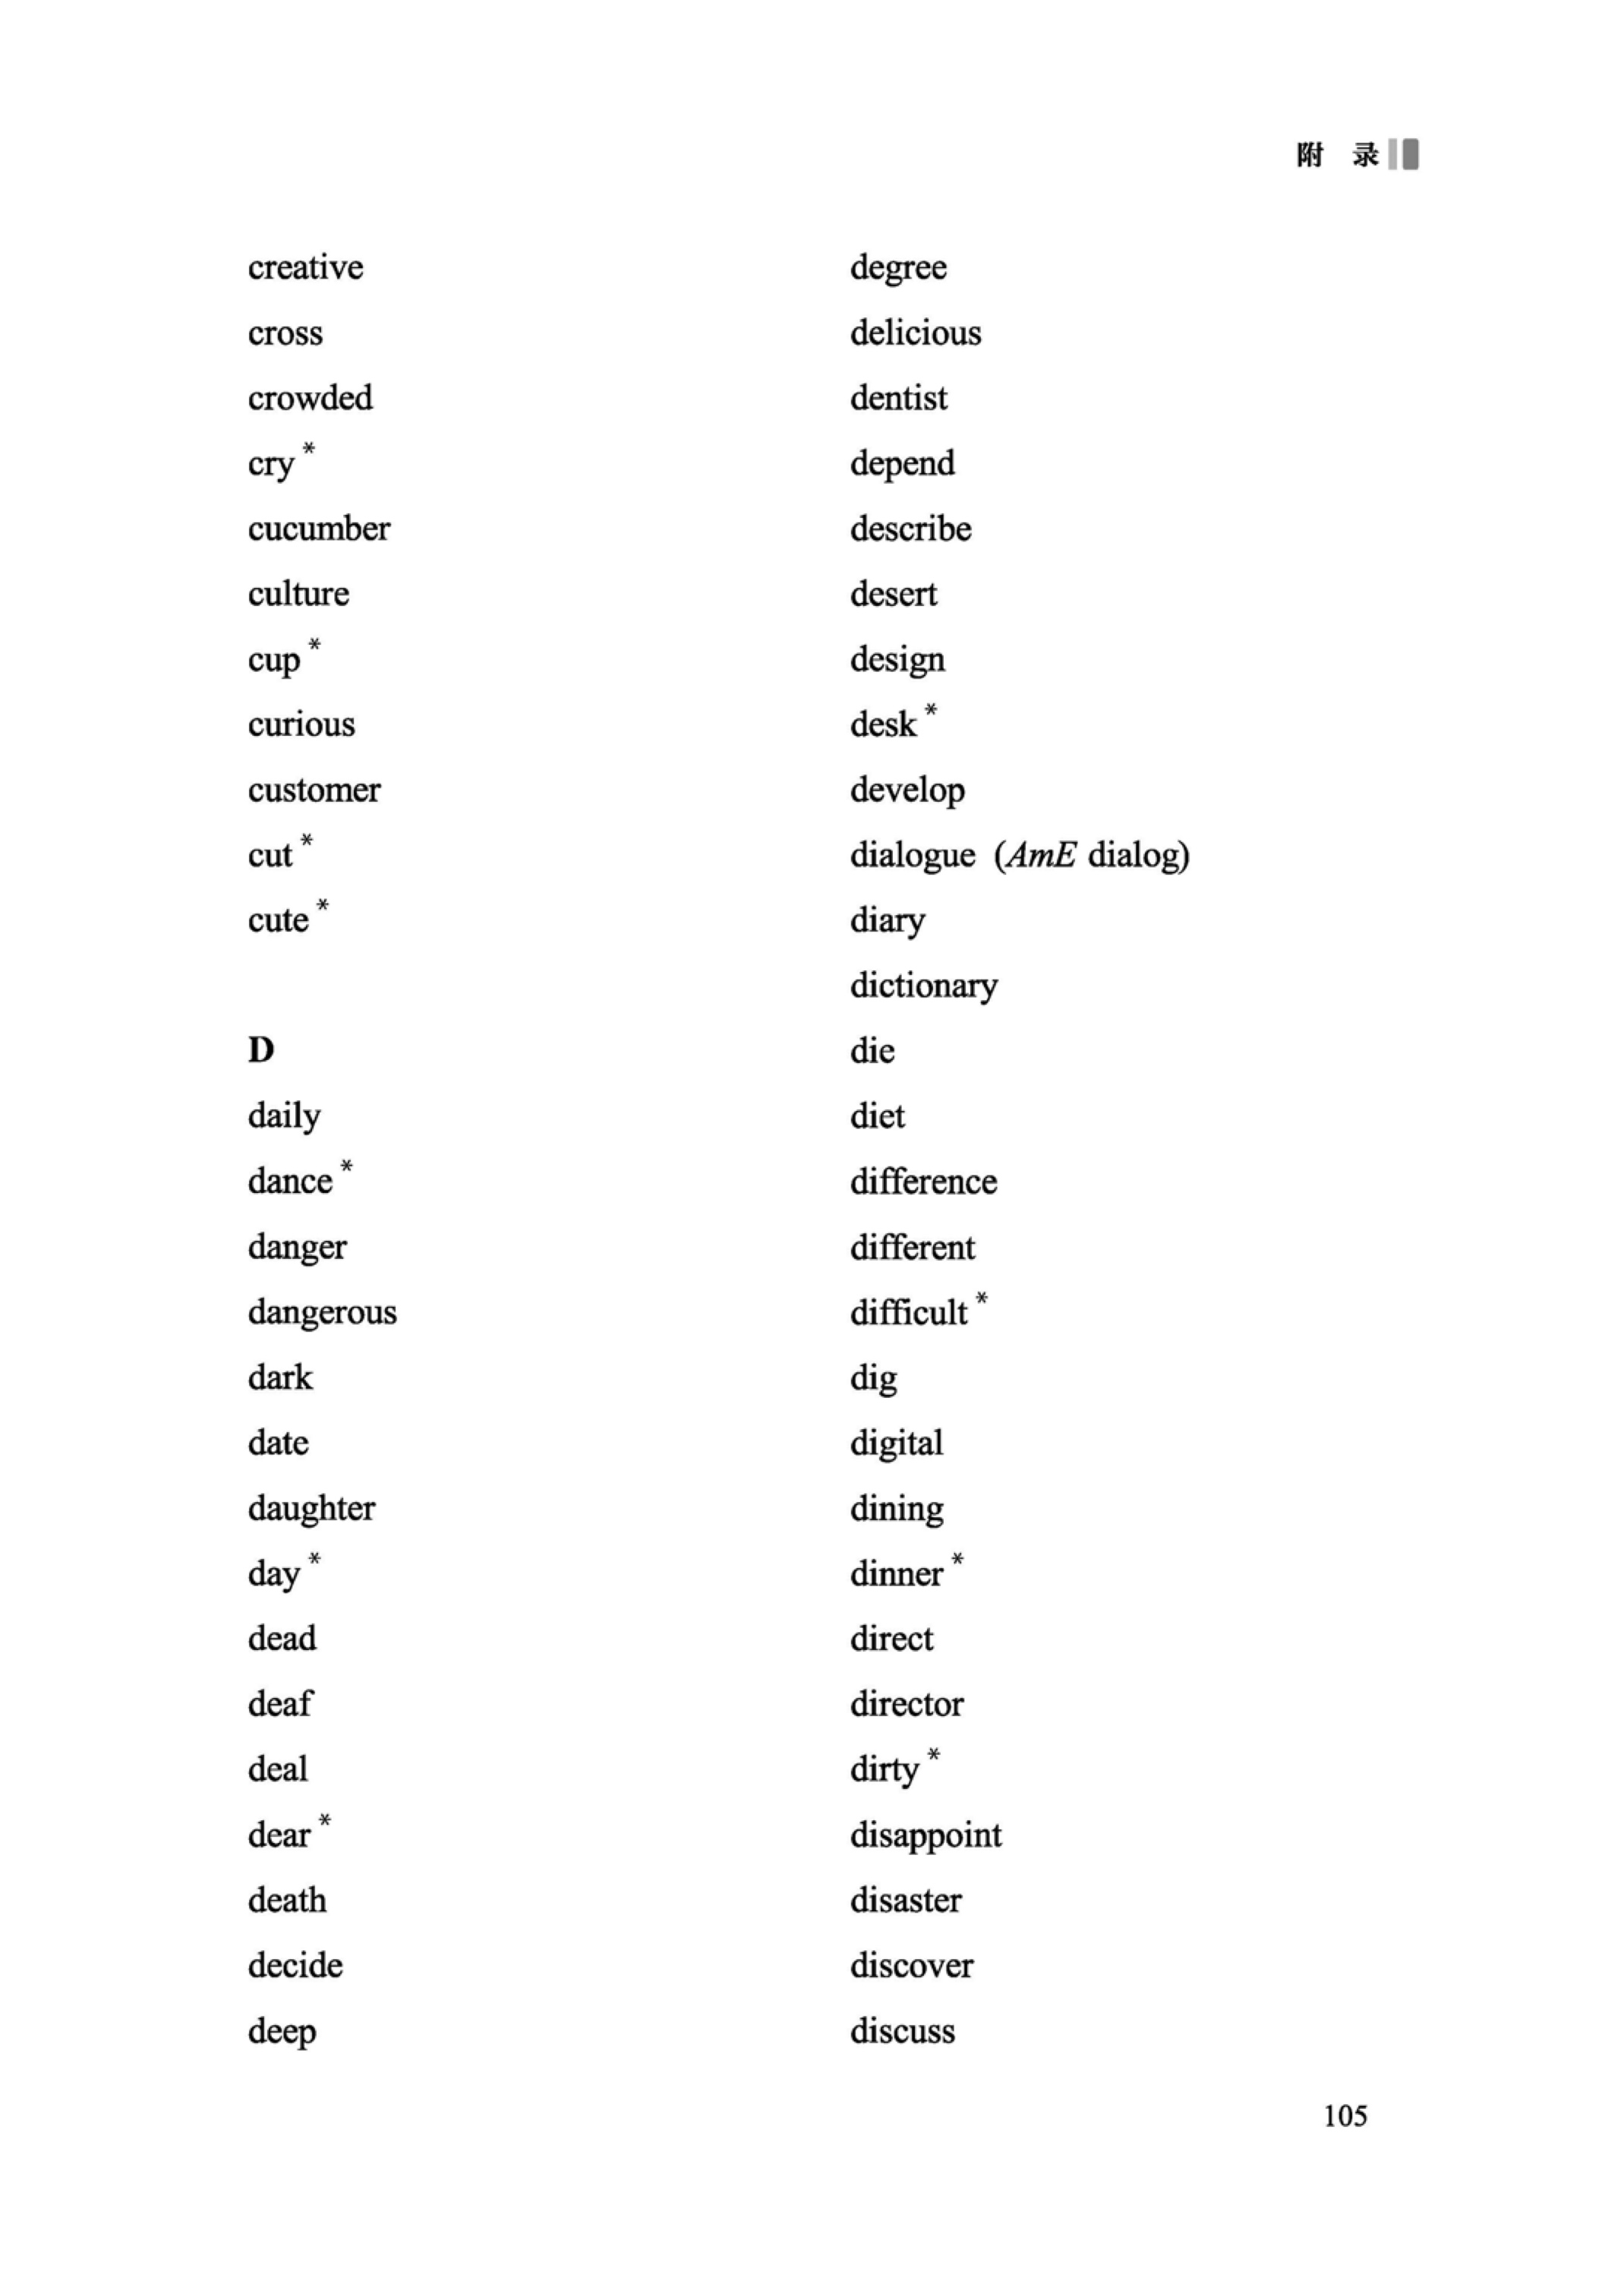 附 录
creative
cross
crowded
cry *
cucumber
culture
cup *
curious
customer
cut *
cute *
D
daily
dance *
danger
dangerous
dark
date
daughter
day *
dead
deaf
deal
dear *
death
decide
deep
degree
delicious
dentist
depend
describe
desert
design
desk *
develop
dialogue (AmE dialog)
diary
dictionary
die
diet
difference
different
difficult *
dig
digital
dining
dinner *
direct
director
dirty *
disappoint
disaster
discover
discuss
105